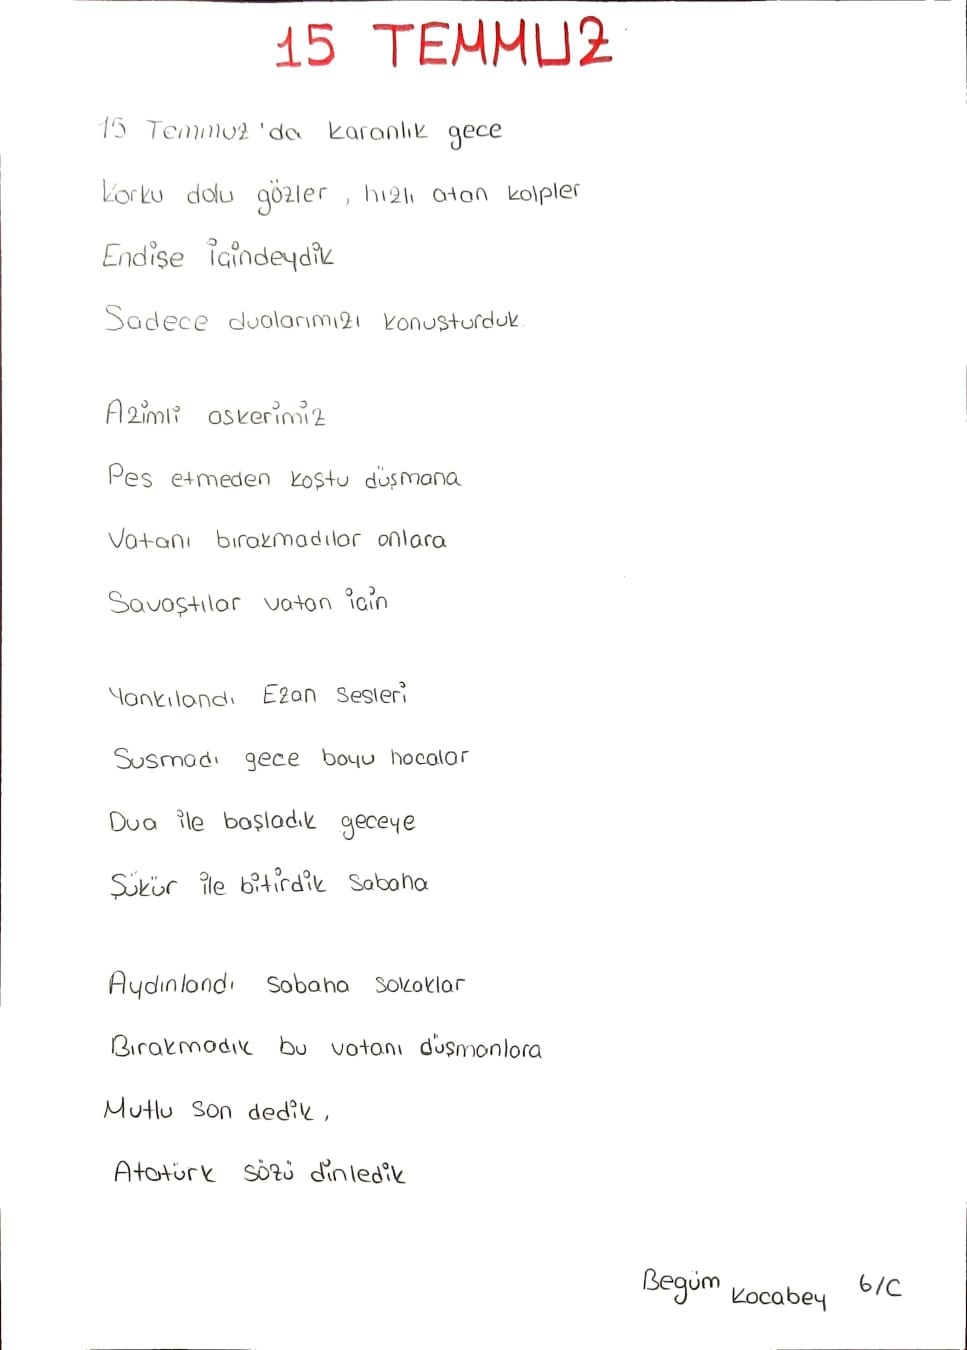 15 TEMMUZ
15 Temmuz'da karanlık gece
Korku dolu gözler, hızlı atan kalpler
Endişe içindeydik
Sadece dualarımızı konusturduk.
Azimli askerimiz
Pes etmeden koştu düşmana
Vatanı bırakmadılar onlara
Savaştılar vatan için
Yankılandı Ezan sesleri
Susmadı gece boyu hocalar
Dua ile başladık geceye
Şükür ile bitirdik sabaha
Aydınlandı sabaha sokaklar
Bırakmadık bu vatanı düşmanlara
Mutlu son dedik,
Atatürk sözü dinledik
Begüm Kocabey 6/C